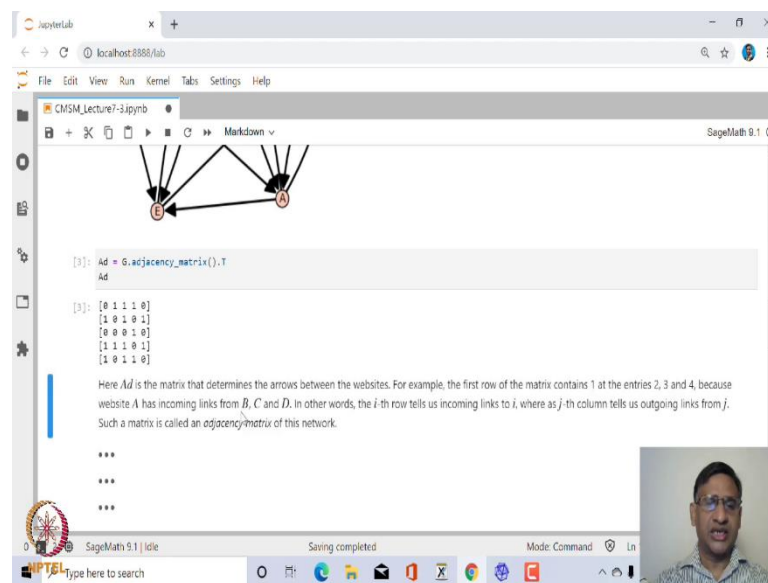 JupyterLab
localhost:8888/lab
File Edit View Run Kernel Tabs Settings Help
CMSM_Lecture7-3.ipynb
Markdown
SageMath 9.1
E
A
[3]: Ad = G.adjacency_matrix().T
Ad
[3]: [0 1 1 1 0]
[1 0 1 0 1]
[0 0 0 1 0]
[1 1 1 0 1]
[1 0 1 1 0]
Here Ad is the matrix that determines the arrows between the websites. For example, the first row of the matrix contains 1 at the entries 2, 3 and 4, because
website A has incoming links from B, C and D. In other words, the i-th row tells us incoming links to i, where as j-th column tells us outgoing links from j.
Such a matrix is called an adjacency matrix of this network.
SageMath 9.1 | Idle Saving completed Mode: Command Ln
NPTEL Type here to search